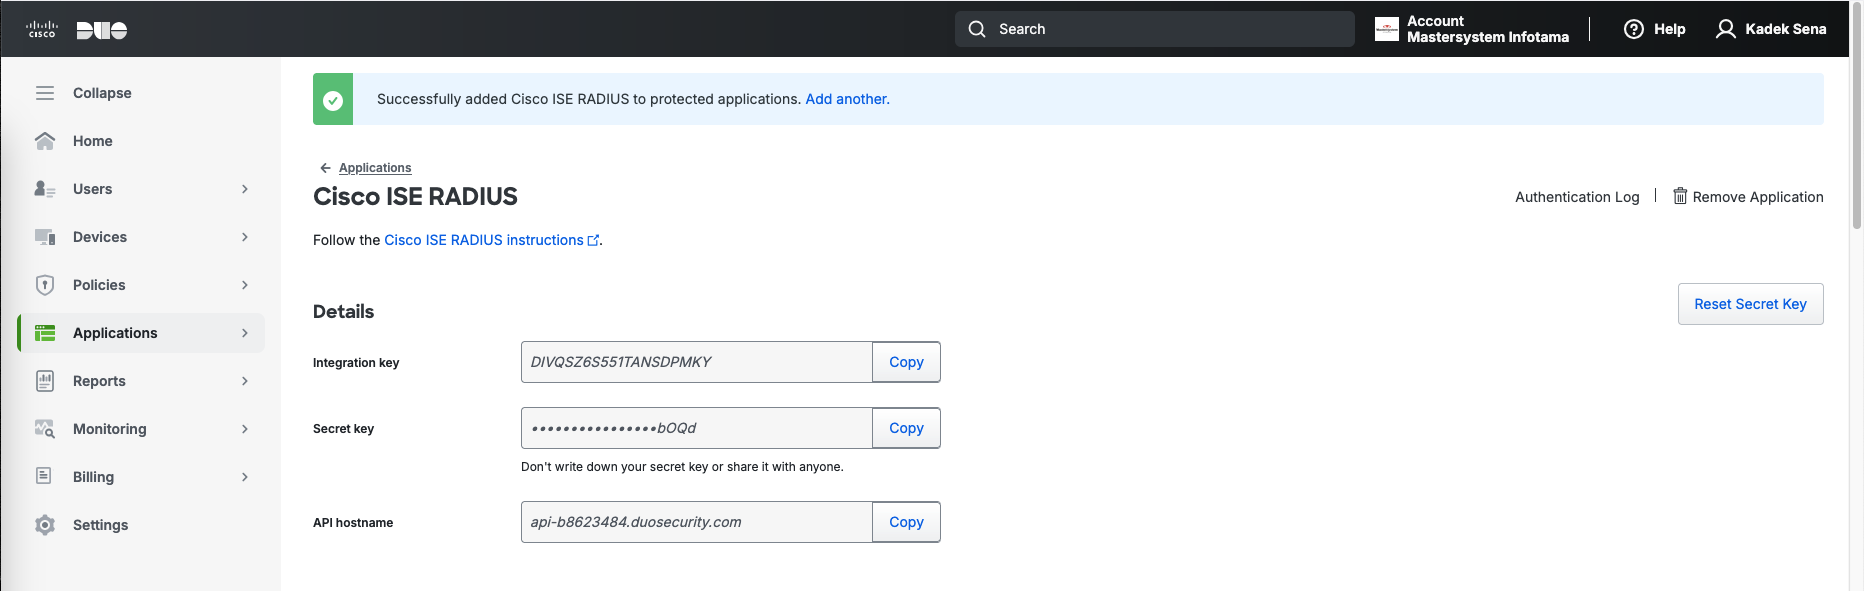 CISCO DUO
Search
Account
Mastersystem Infotama
Help
Kadek Sena
Collapse
Home
Users
Devices
Policies
Applications
Reports
Monitoring
Billing
Settings
Successfully added Cisco ISE RADIUS to protected applications. Add another.
Applications
Cisco ISE RADIUS
Authentication Log
Remove Application
Follow the Cisco ISE RADIUS instructions.
Details
Reset Secret Key
Integration key
DIVQSZ6S551TANSDPMKY
Copy
Secret key
••••••••••••••••bOQd
Copy
Don't write down your secret key or share it with anyone.
API hostname
api-b8623484.duosecurity.com
Copy